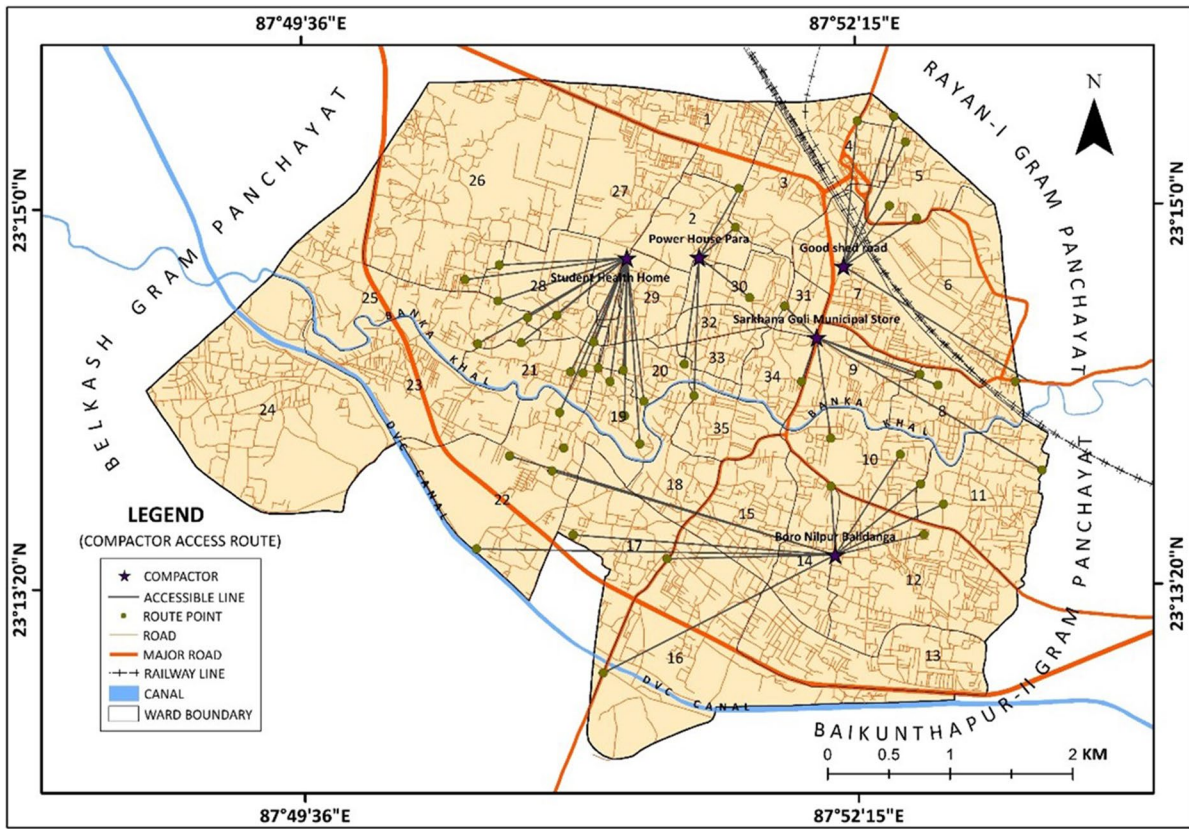 87°49'36"E
87°52'15"E
23°15'0"N
23°15'0"N
23°13'20"N
23°13'20"N
87°49'36"E
87°52'15"E
N
BELKASH GRAM PANCHAYAT
RAYAN-I GRAM PANCHAYAT
BAIKUNTHAPUR-II GRAM PANCHAYAT
1
4
5
3
26
27
2
Power House Para
Good shed road
Student Health Home
28
29
30
31
7
6
25
BANKA KHAL
Sarkhana Goli Municipal Store
32
33
9
34
21
20
23
8
24
19
BANKA KHAL
35
10
DVC CANAL
18
22
11
15
Boro Nilpur Balidanga
17
14
12
13
16
DVC CANAL
LEGEND
(COMPACTOR ACCESS ROUTE)
COMPACTOR
ACCESSIBLE LINE
ROUTE POINT
ROAD
MAJOR ROAD
RAILWAY LINE
CANAL
WARD BOUNDARY
0 1 2 KM